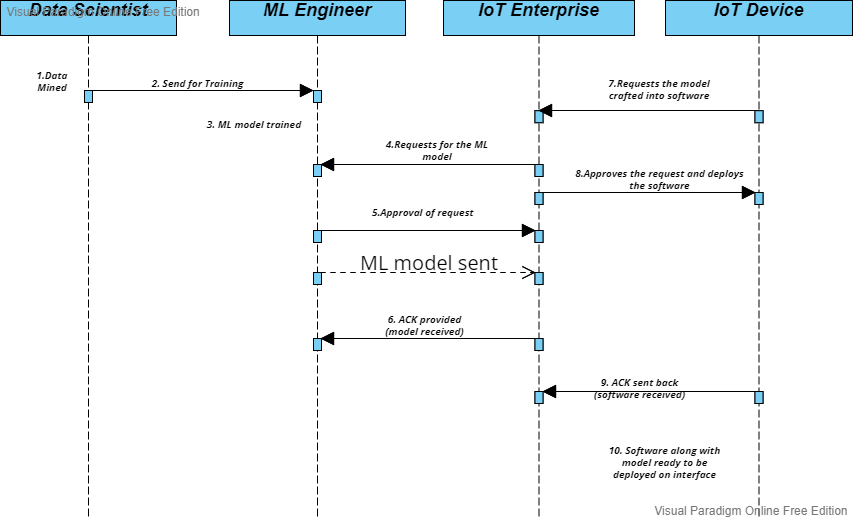 Visual Paradigm Online Free Edition
Data Scientist
ML Engineer
IoT Enterprise
IoT Device
1.Data
Mined
2. Send for Training
7.Requests the model
crafted into software
3. ML model trained
4.Requests for the ML
model
8.Approves the request and deploys
the software
5.Approval of request
ML model sent
6. ACK provided
(model received)
9. ACK sent back
(software received)
10. Software along with
model ready to be
deployed on interface
Visual Paradigm Online Free Edition